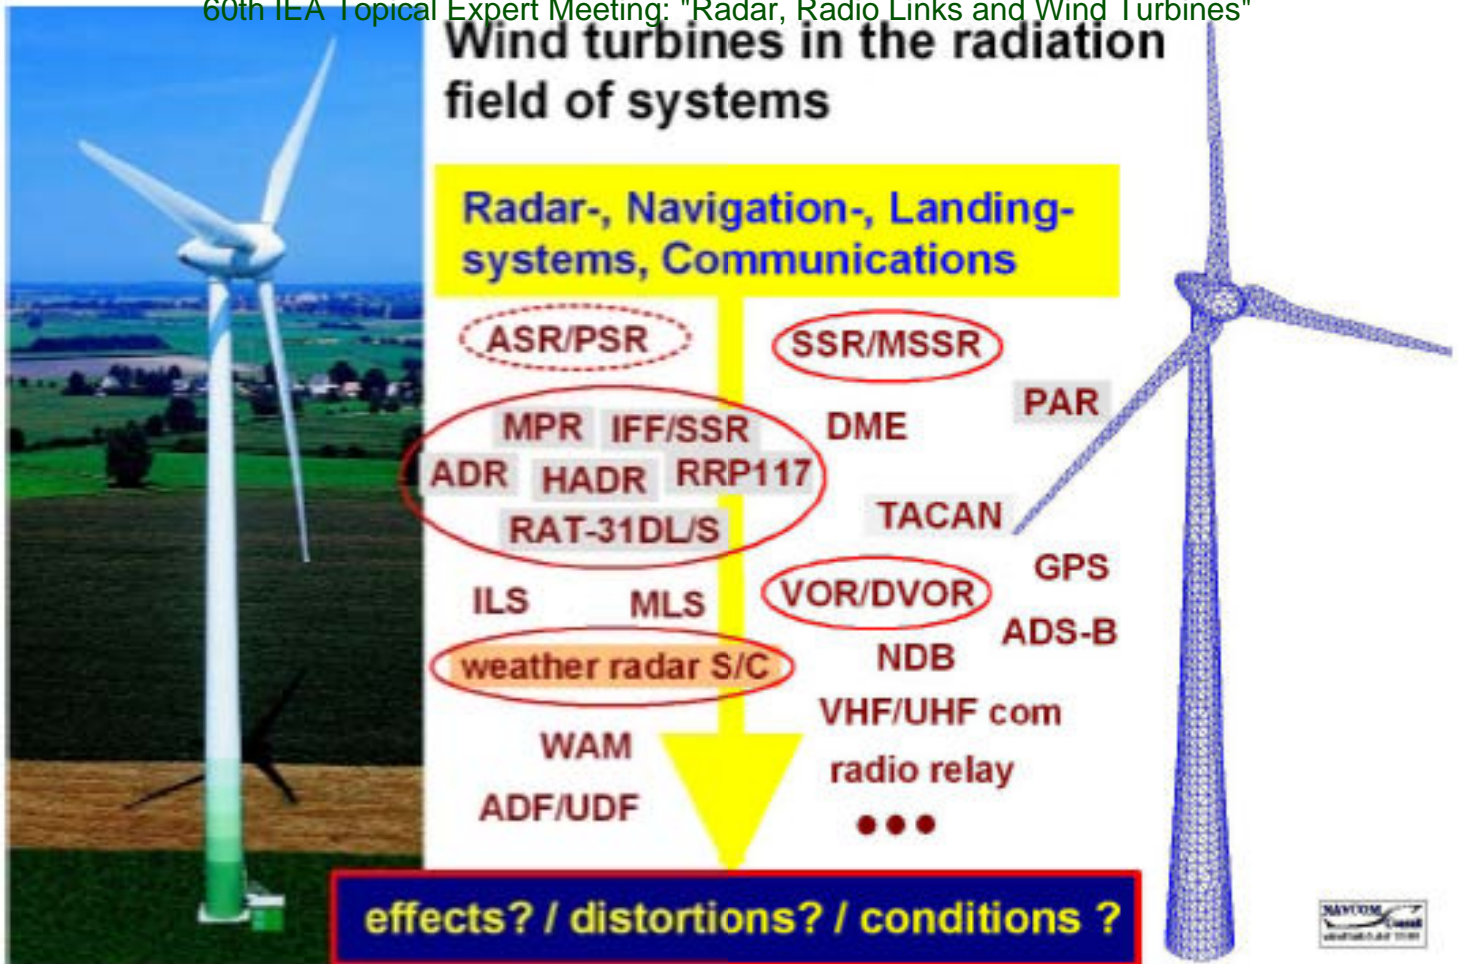 60th IEA Topical Expert Meeting: "Radar, Radio Links and Wind Turbines"
Wind turbines in the radiation
field of systems
Radar-, Navigation-, Landing-
systems, Communications
ASR/PSR
SSR/MSSR
MPR IFF/SSR
DME
PAR
ADR HADR RRP117
RAT-31DL/S
TACAN
GPS
ILS MLS
VOR/DVOR
ADS-B
weather radar S/C
NDB
VHF/UHF com
WAM
radio relay
ADF/UDF
● ● ●
effects? / distortions? / conditions ?
NAVCOM
Consult